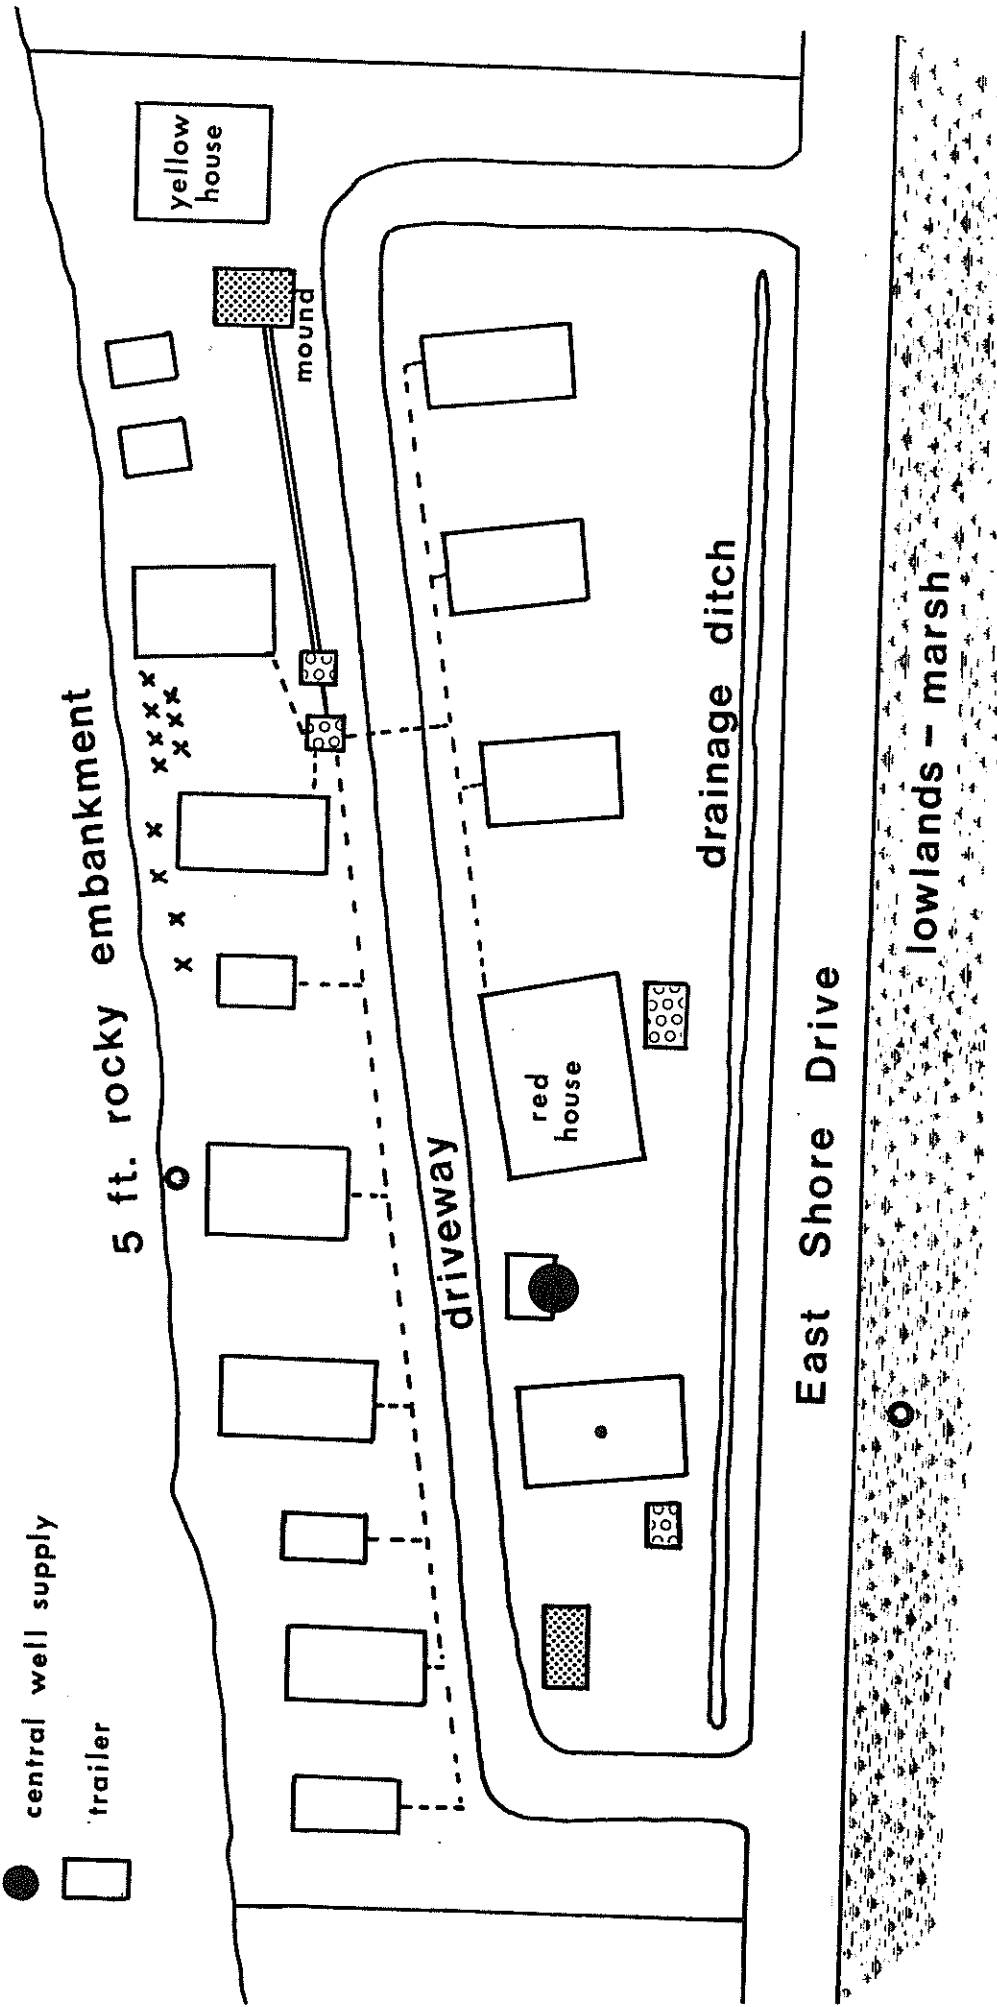 central well supply
trailer
5 ft. rocky embankment
yellow
house
mound
driveway
red
house
drainage ditch
East Shore Drive
lowlands – marsh